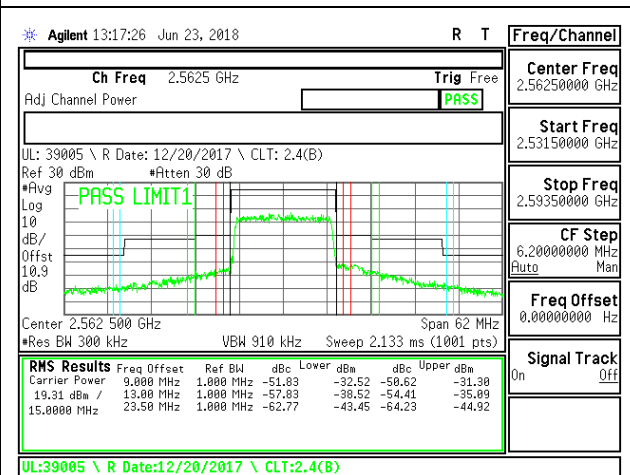 Agilent 13:17:26 Jun 23, 2018 R T Freq/Channel
Ch Freq 2.5625 GHz Trig Free
Adj Channel Power PASS
Center Freq
2.56250000 GHz
Start Freq
2.53150000 GHz
UL: 39005 \ R Date: 12/20/2017 \ CLT: 2.4(B)
Ref 30 dBm #Atten 30 dB
#Avg
Log
10
dB/
Offst
10.9
dB
PASS LIMIT1
Stop Freq
2.59350000 GHz
CF Step
6.20000000 MHz
Auto Man
Freq Offset
0.00000000 Hz
Center 2.562 500 GHz Span 62 MHz
#Res BW 300 kHz VBW 910 kHz Sweep 2.133 ms (1001 pts)
Signal Track
On Off
RMS Results Freq Offset Ref BW dBc Lower dBm dBc Upper dBm
Carrier Power 9.000 MHz 1.000 MHz -51.83 -32.52 -50.62 -31.30
19.31 dBm / 13.00 MHz 1.000 MHz -57.83 -38.52 -54.41 -35.09
15.0000 MHz 23.50 MHz 1.000 MHz -62.77 -43.45 -64.23 -44.92
UL:39005 \ R Date:12/20/2017 \ CLT:2.4(B)